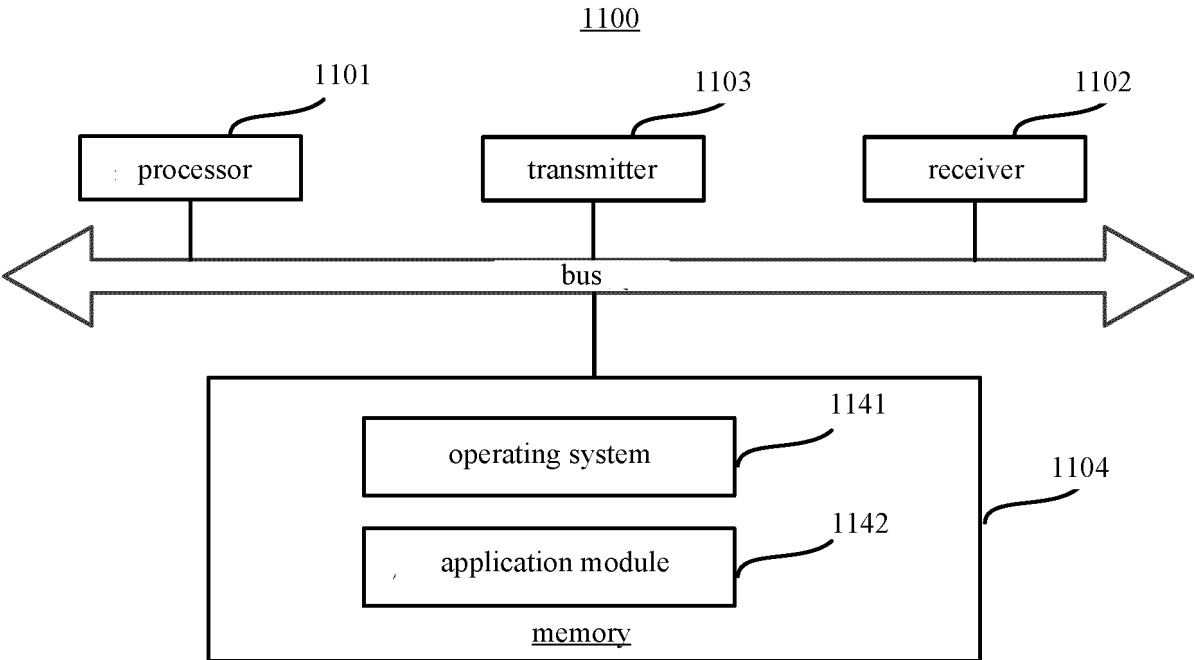 1100
1101
1103
1102
processor
transmitter
receiver
bus
1141
operating system
1104
1142
application module
memory